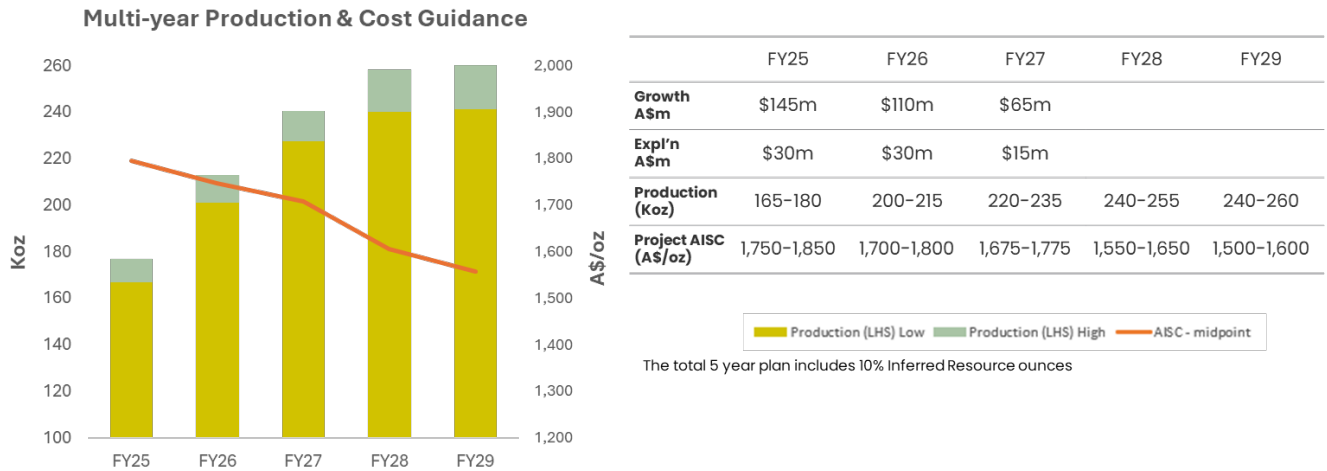 Multi-year Production & Cost Guidance
Koz
260
240
220
200
180
160
140
120
100
2,000
1,900
1,800
1,700
1,600
1,500
1,400
1,300
1,200
A$/oz
FY25 FY26 FY27 FY28 FY29
FY25 FY26 FY27 FY28 FY29
Growth
A$m $145m $110m $65m
Expl'n
A$m $30m $30m $15m
Production
(Koz) 165-180 200-215 220-235 240-255 240-260
Project AISC
(A$/oz) 1,750-1,850 1,700-1,800 1,675-1,775 1,550-1,650 1,500-1,600
Production (LHS) Low Production (LHS) High AISC - midpoint
The total 5 year plan includes 10% Inferred Resource ounces